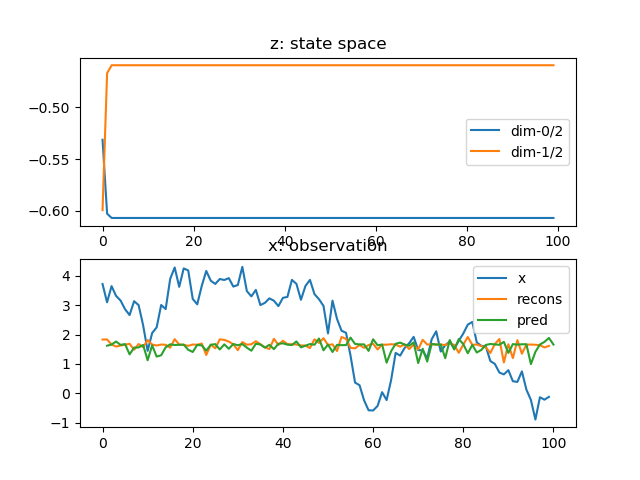 z: state space
−0.50
−0.55
−0.60
dim-0/2
dim-1/2
0 20 40 60 80 100
x: observation
4
3
2
1
0
−1
x
recons
pred
0 20 40 60 80 100